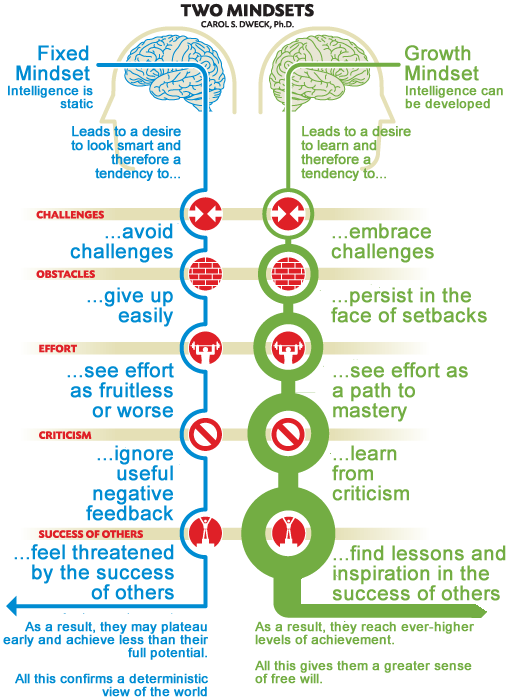 TWO MINDSETS
CAROL S. DWECK, Ph.D.
Fixed
Mindset
Intelligence is
static
Leads to a desire
to look smart and
therefore a
tendency to...
Growth
Mindset
Intelligence can
be developed
Leads to a desire
to learn and
therefore a
tendency to...
CHALLENGES
...avoid
challenges
...embrace
challenges
OBSTACLES
...give up
easily
...persist in the
face of setbacks
EFFORT
...see effort
as fruitless
or worse
...see effort as
a path to
mastery
CRITICISM
...ignore
useful
negative
feedback
...learn
from
criticism
SUCCESS OF OTHERS
...feel threatened
by the success
of others
...find lessons and
inspiration in the
success of others
As a result, they may plateau
early and achieve less than their
full potential.
All this confirms a deterministic
view of the world
As a result, they reach ever-higher
levels of achievement.
All this gives them a greater sense
of free will.